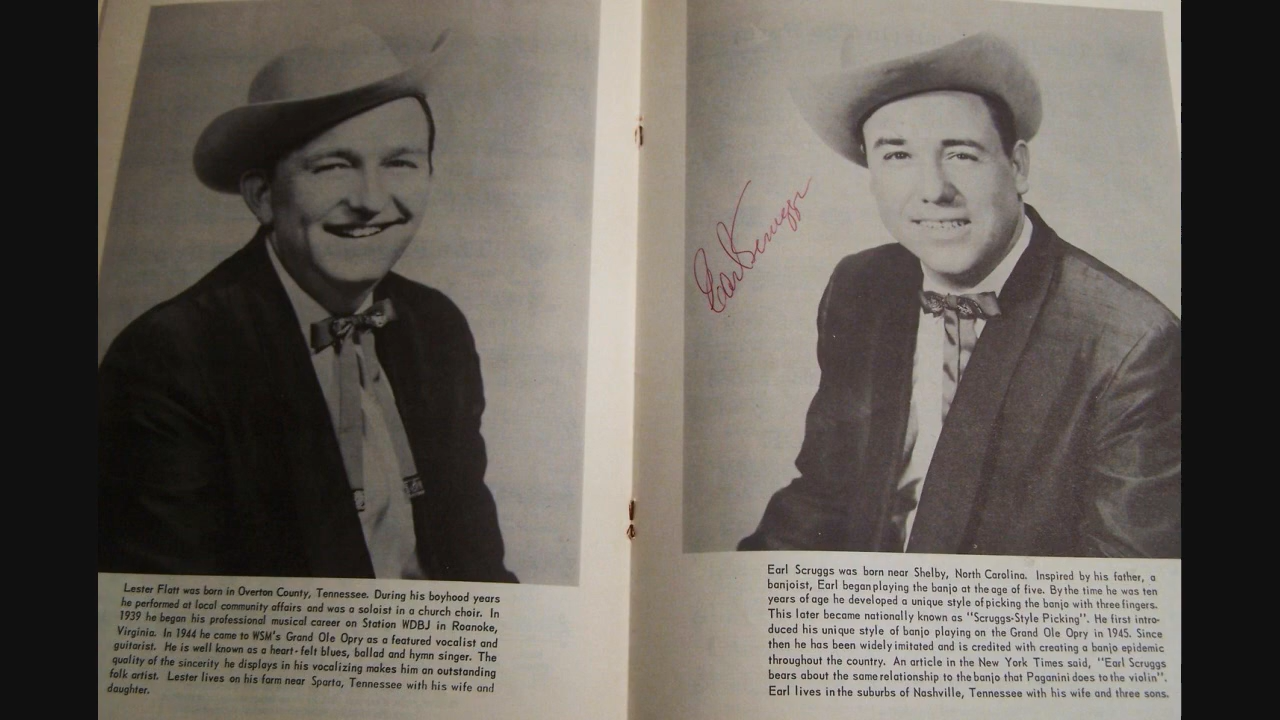 Lester Flatt was born in Overton County, Tennessee. During his boyhood years
he performed at local community affairs and was a soloist in a church choir. In
1939 he began his professional musical career on Station WDBJ in Roanoke,
Virginia. In 1944 he came to WSM's Grand Ole Opry as a featured vocalist and
guitarist. He is well known as a heart-felt blues, ballad and hymn singer. The
quality of the sincerity he displays in his vocalizing makes him an outstanding
folk artist. Lester lives on his farm near Sparta, Tennessee with his wife and
daughter.
Earl Scruggs
Earl Scruggs was born near Shelby, North Carolina. Inspired by his father, a
banjoist, Earl began playing the banjo at the age of five. By the time he was ten
years of age he developed a unique style of picking the banjo with three fingers.
This later became nationally known as "Scruggs-Style Picking". He first intro-
duced his unique style of banjo playing on the Grand Ole Opry in 1945. Since
then he has been widely imitated and is credited with creating a banjo epidemic
throughout the country. An article in the New York Times said, "Earl Scruggs
bears about the same relationship to the banjo that Paganini does to the violin".
Earl lives in the suburbs of Nashville, Tennessee with his wife and three sons.